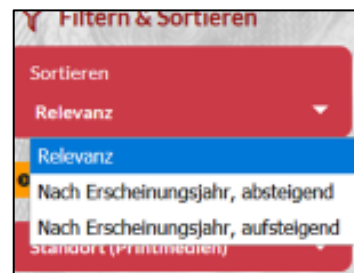 Filtern & Sortieren
Sortieren
Relevanz
Relevanz
Nach Erscheinungsjahr, absteigend
Nach Erscheinungsjahr, aufsteigend
Standort (Printmedien)